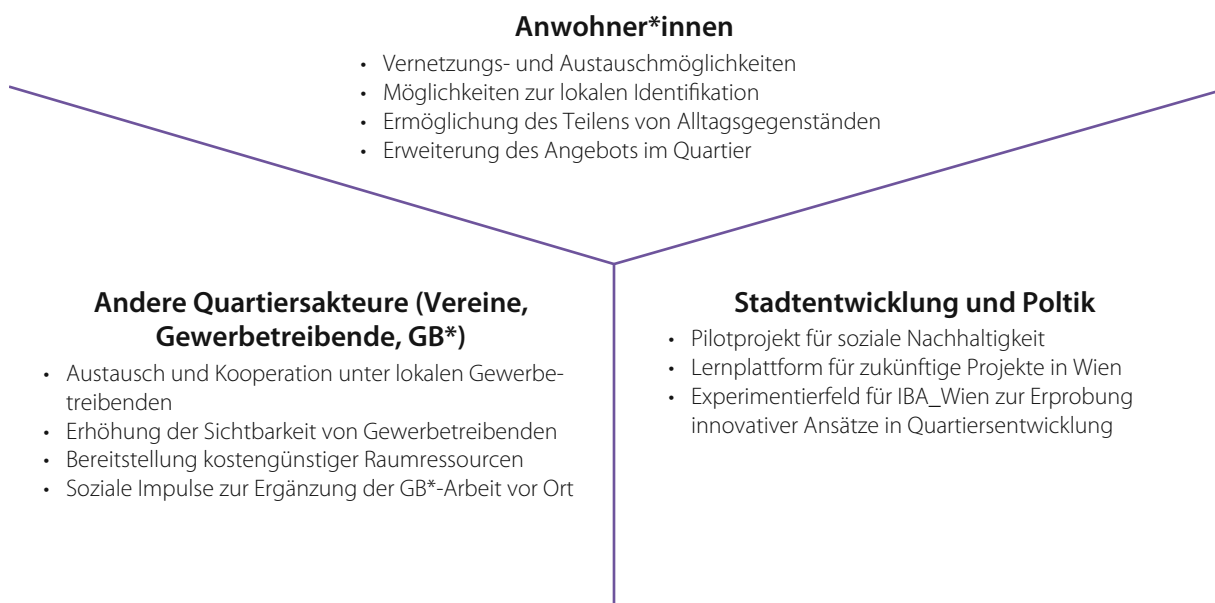 Anwohner*innen
• Vernetzungs- und Austauschmöglichkeiten
• Möglichkeiten zur lokalen Identifikation
• Ermöglichung des Teilens von Alltagsgegenständen
• Erweiterung des Angebots im Quartier
Andere Quartiersakteure (Vereine,
Gewerbetreibende, GB*)
• Austausch und Kooperation unter lokalen Gewerbe-
treibenden
• Erhöhung der Sichtbarkeit von Gewerbetreibenden
• Bereitstellung kostengünstiger Raumressourcen
• Soziale Impulse zur Ergänzung der GB*-Arbeit vor Ort
Stadtentwicklung und Poltik
• Pilotprojekt für soziale Nachhaltigkeit
• Lernplattform für zukünftige Projekte in Wien
• Experimentierfeld für IBA_Wien zur Erprobung
innovativer Ansätze in Quartiersentwicklung